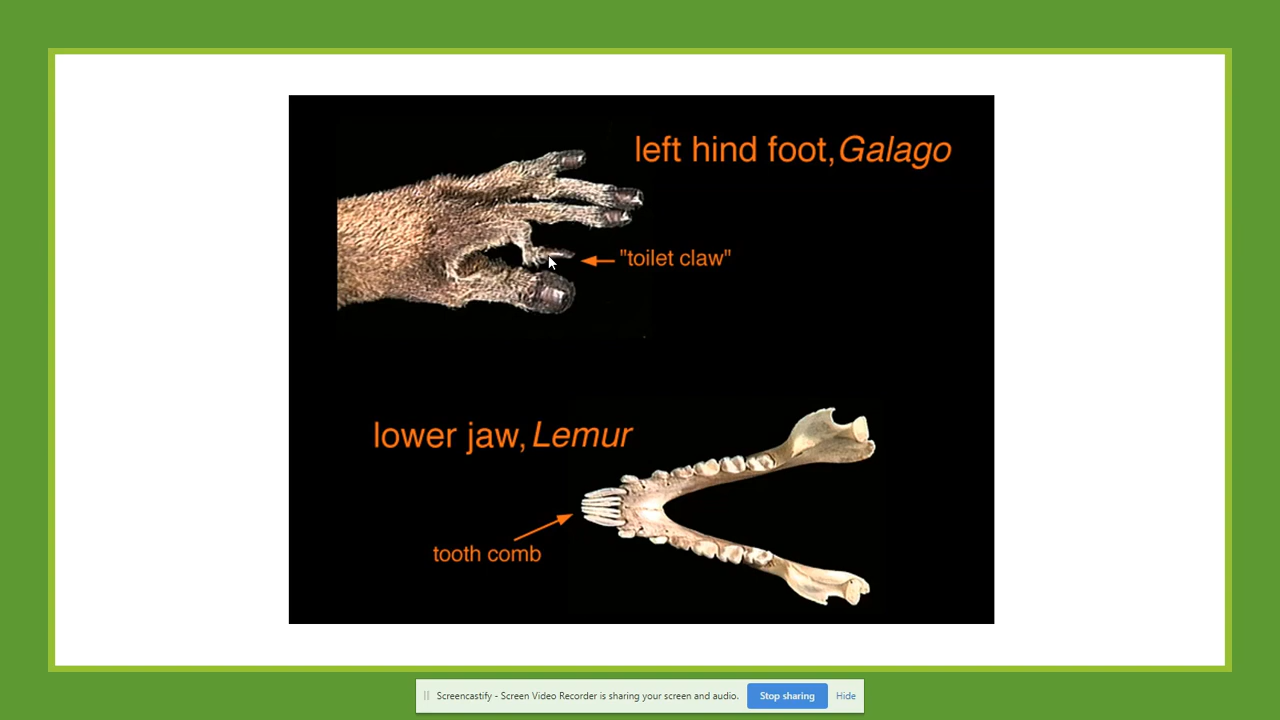 left hind foot, Galago
"toilet claw"
lower jaw, Lemur
tooth comb
Screencastify - Screen Video Recorder is sharing your screen and audio.
Stop sharing
Hide